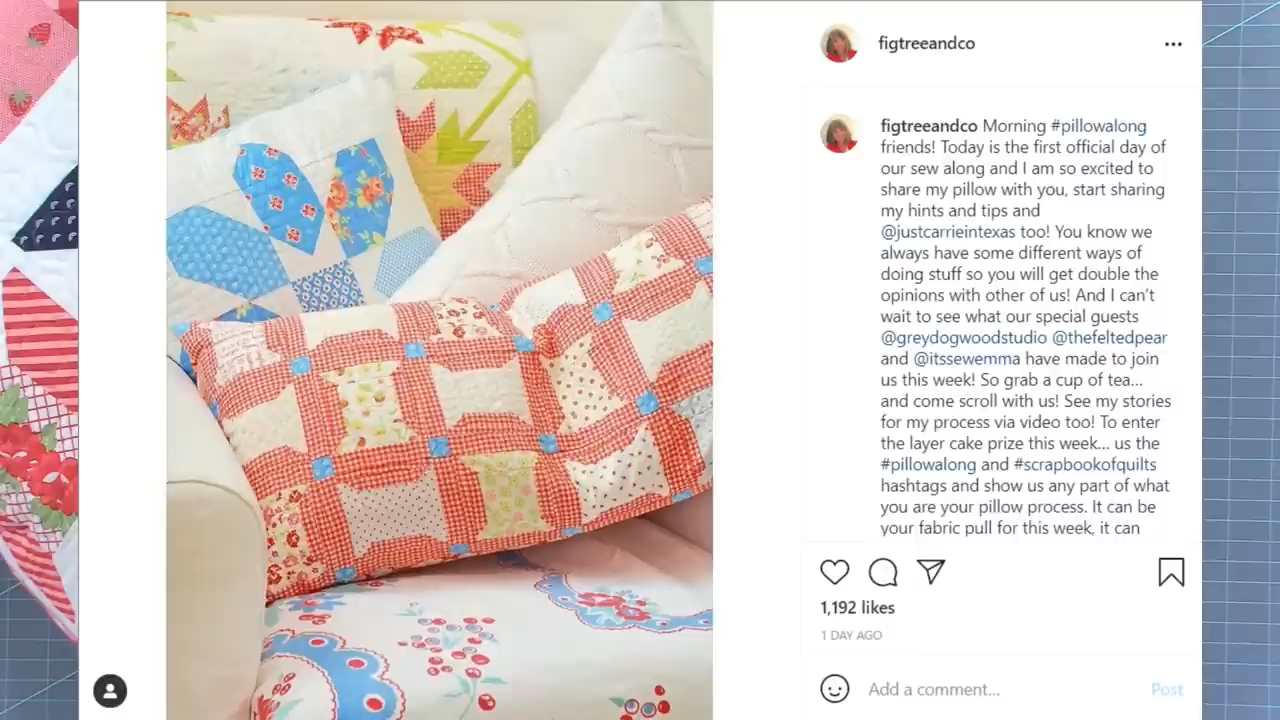 figtreeandco
figtreeandco Morning #pillowalong
friends! Today is the first official day of
our sew along and I am so excited to
share my pillow with you, start sharing
my hints and tips and
@justcarrieintexas too! You know we
always have some different ways of
doing stuff so you will get double the
opinions with other of us! And I can't
wait to see what our special guests
@greydogwoodstudio @thefeltedpear
and @itssewemma have made to join
us this week! So grab a cup of tea...
and come scroll with us! See my stories
for my process via video too! To enter
the layer cake prize this week... us the
#pillowalong and #scrapbookofquilts
hashtags and show us any part of what
you are your pillow process. It can be
your fabric pull for this week, it can
1,192 likes
1 DAY AGO
Add a comment... Post